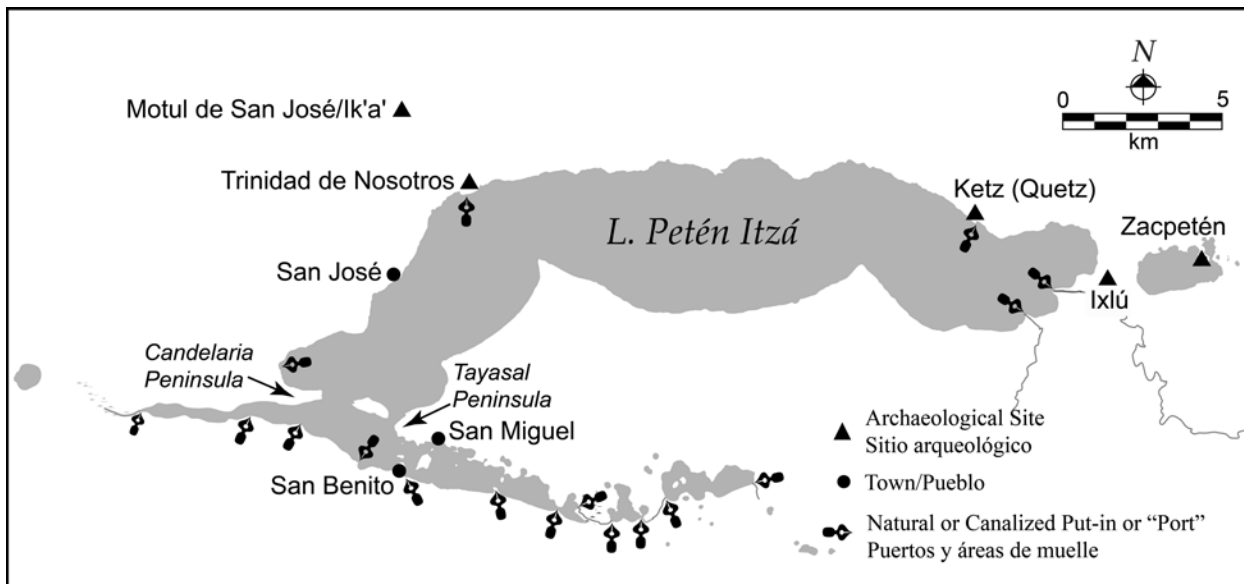 N
0 5
km
Motul de San José/Ik'a'
Trinidad de Nosotros
Ketz (Quetz)
L. Petén Itzá
Zacpetén
San José
Ixlú
Candelaria
Peninsula
Tayasal
Peninsula
San Miguel
San Benito
Archaeological Site
Sitio arqueológico
Town/Pueblo
Natural or Canalized Put-in or “Port”
Puertos y áreas de muelle